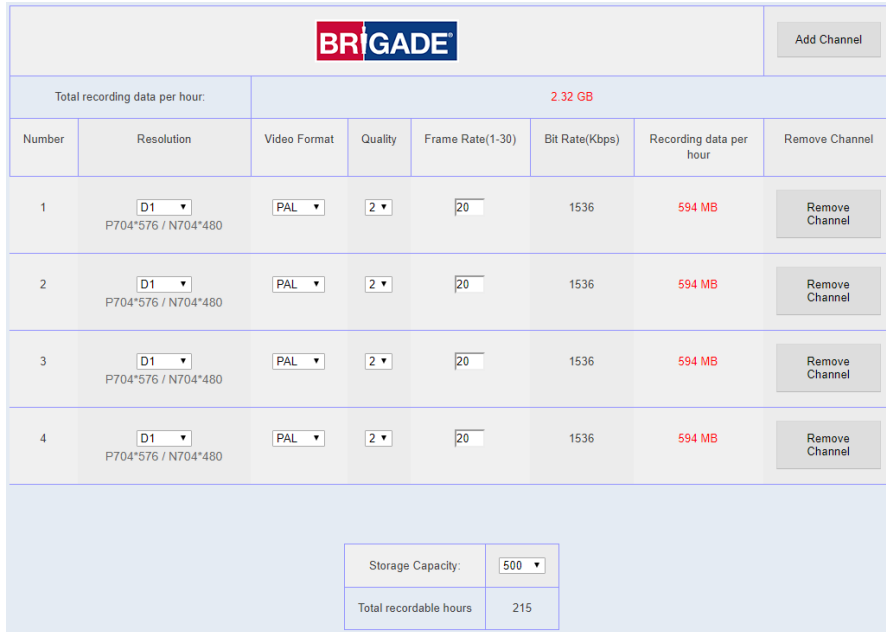 BRIGADE®
Add Channel
Total recording data per hour: 2.32 GB
Number Resolution Video Format Quality Frame Rate(1-30) Bit Rate(Kbps) Recording data per hour Remove Channel
1 D1 PAL 2 20 1536 594 MB Remove Channel
P704*576 / N704*480
2 D1 PAL 2 20 1536 594 MB Remove Channel
P704*576 / N704*480
3 D1 PAL 2 20 1536 594 MB Remove Channel
P704*576 / N704*480
4 D1 PAL 2 20 1536 594 MB Remove Channel
P704*576 / N704*480
Storage Capacity: 500
Total recordable hours 215